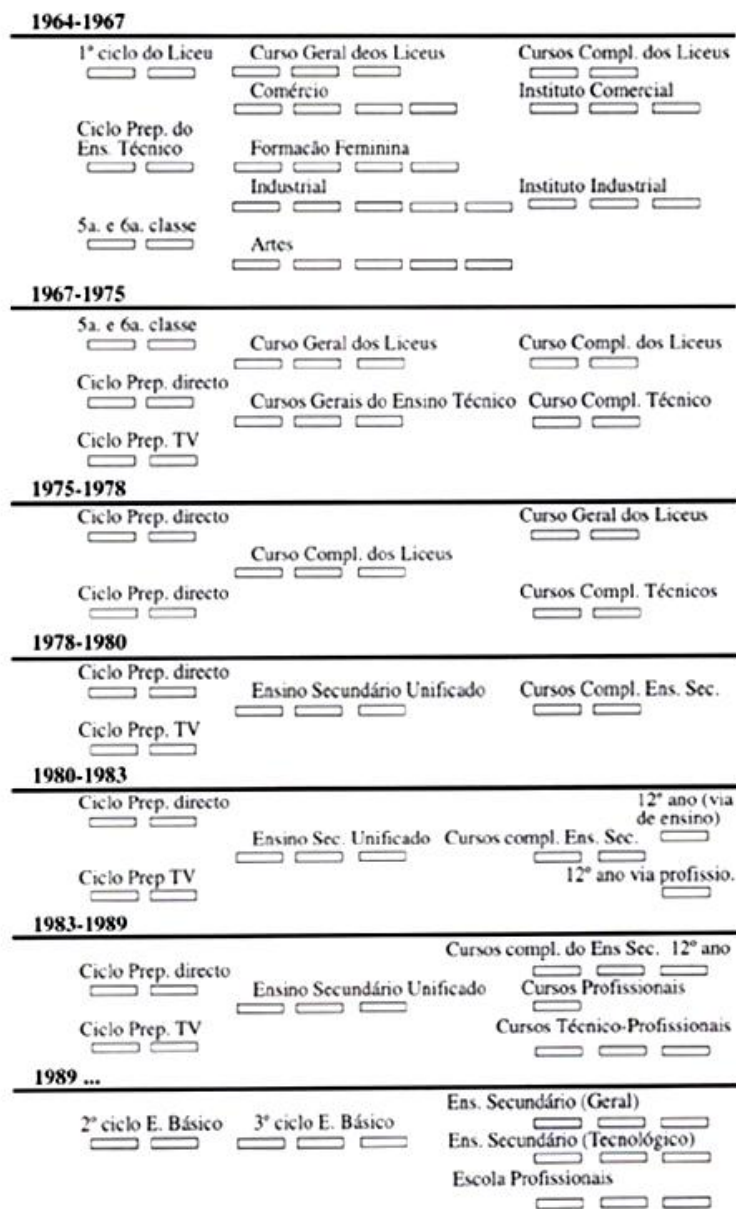 1964-1967
1º ciclo do Liceu Curso Geral deos Liceus Cursos Compl. dos Liceus
Comércio Instituto Comercial
Ciclo Prep. do
Ens. Técnico Formacão Feminina
Industrial Instituto Industrial
5a. e 6a. classe
Artes
1967-1975
5a. e 6a. classe
Curso Geral dos Liceus Curso Compl. dos Liceus
Ciclo Prep. directo
Cursos Gerais do Ensino Técnico Curso Compl. Técnico
Ciclo Prep. TV
1975-1978
Ciclo Prep. directo Curso Geral dos Liceus
Curso Compl. dos Liceus
Ciclo Prep. directo Cursos Compl. Técnicos
1978-1980
Ciclo Prep. directo
Ensino Secundário Unificado Cursos Compl. Ens. Sec.
Ciclo Prep. TV
1980-1983
Ciclo Prep. directo 12º ano (via
de ensino)
Ensino Sec. Unificado Cursos compl. Ens. Sec.
Ciclo Prep TV 12º ano via profissio.
1983-1989
Cursos compl. do Ens Sec. 12º ano
Ciclo Prep. directo
Ensino Secundário Unificado Cursos Profissionais
Ciclo Prep. TV Cursos Técnico-Profissionais
1989 ...
Ens. Secundário (Geral)
2º ciclo E. Básico 3º ciclo E. Básico
Ens. Secundário (Tecnológico)
Escola Profissionais